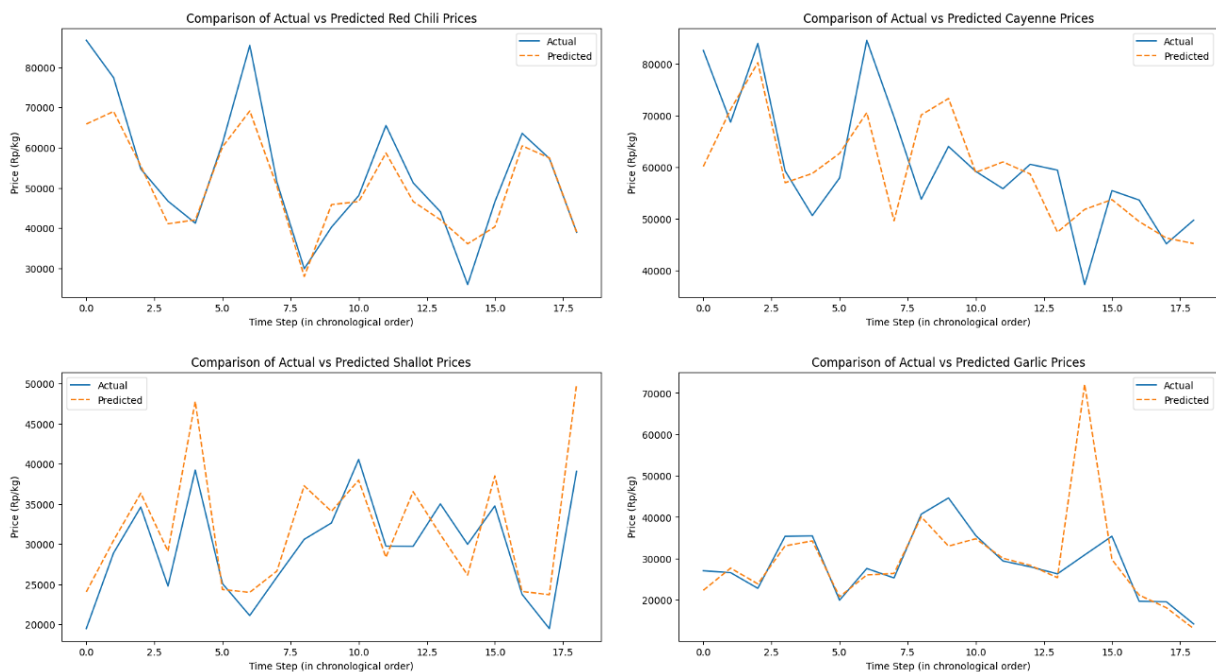 Comparison of Actual vs Predicted Red Chili Prices
Actual
Predicted
Price (Rp/kg)
80000
70000
60000
50000
40000
30000
0.0 2.5 5.0 7.5 10.0 12.5 15.0 17.5
Time Step (in chronological order)
Comparison of Actual vs Predicted Cayenne Prices
Actual
Predicted
Price (Rp/kg)
80000
70000
60000
50000
40000
0.0 2.5 5.0 7.5 10.0 12.5 15.0 17.5
Time Step (in chronological order)
Comparison of Actual vs Predicted Shallot Prices
Actual
Predicted
Price (Rp/kg)
50000
45000
40000
35000
30000
25000
20000
0.0 2.5 5.0 7.5 10.0 12.5 15.0 17.5
Time Step (in chronological order)
Comparison of Actual vs Predicted Garlic Prices
Actual
Predicted
Price (Rp/kg)
70000
60000
50000
40000
30000
20000
0.0 2.5 5.0 7.5 10.0 12.5 15.0 17.5
Time Step (in chronological order)